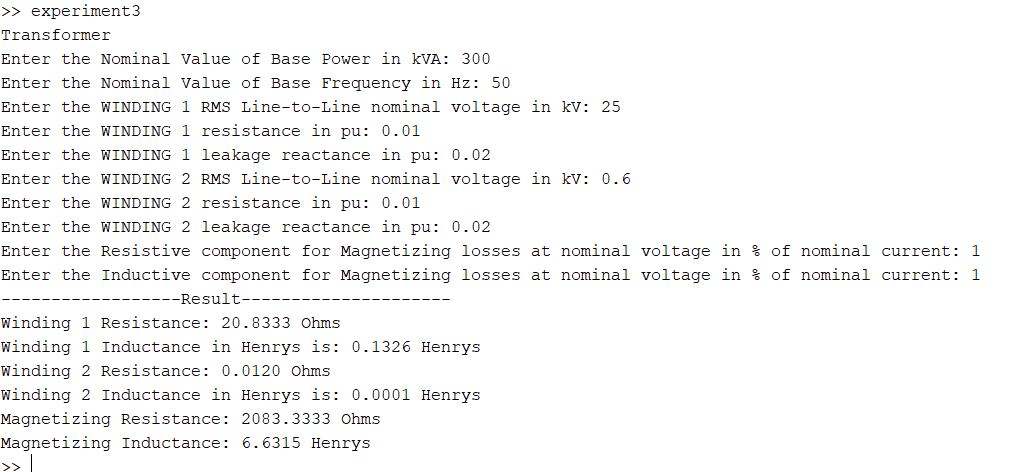 >> experiment3
Transformer
Enter the Nominal Value of Base Power in kVA: 300
Enter the Nominal Value of Base Frequency in Hz: 50
Enter the WINDING 1 RMS Line-to-Line nominal voltage in kV: 25
Enter the WINDING 1 resistance in pu: 0.01
Enter the WINDING 1 leakage reactance in pu: 0.02
Enter the WINDING 2 RMS Line-to-Line nominal voltage in kV: 0.6
Enter the WINDING 2 resistance in pu: 0.01
Enter the WINDING 2 leakage reactance in pu: 0.02
Enter the Resistive component for Magnetizing losses at nominal voltage in % of nominal current: 1
Enter the Inductive component for Magnetizing losses at nominal voltage in % of nominal current: 1
------------------Result---------------------
Winding 1 Resistance: 20.8333 Ohms
Winding 1 Inductance in Henrys is: 0.1326 Henrys
Winding 2 Resistance: 0.0120 Ohms
Winding 2 Inductance in Henrys is: 0.0001 Henrys
Magnetizing Resistance: 2083.3333 Ohms
Magnetizing Inductance: 6.6315 Henrys
>>